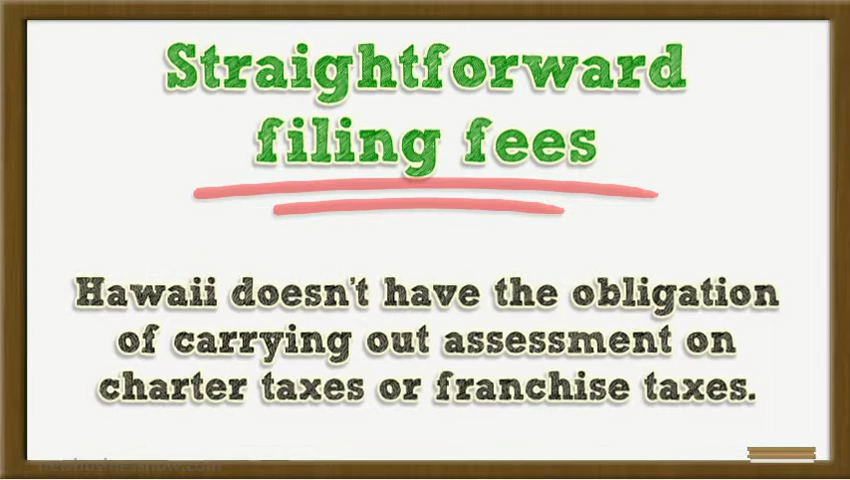 Straightforward
filing fees
Hawaii doesn't have the obligation
of carrying out assessment on
charter taxes or franchise taxes.